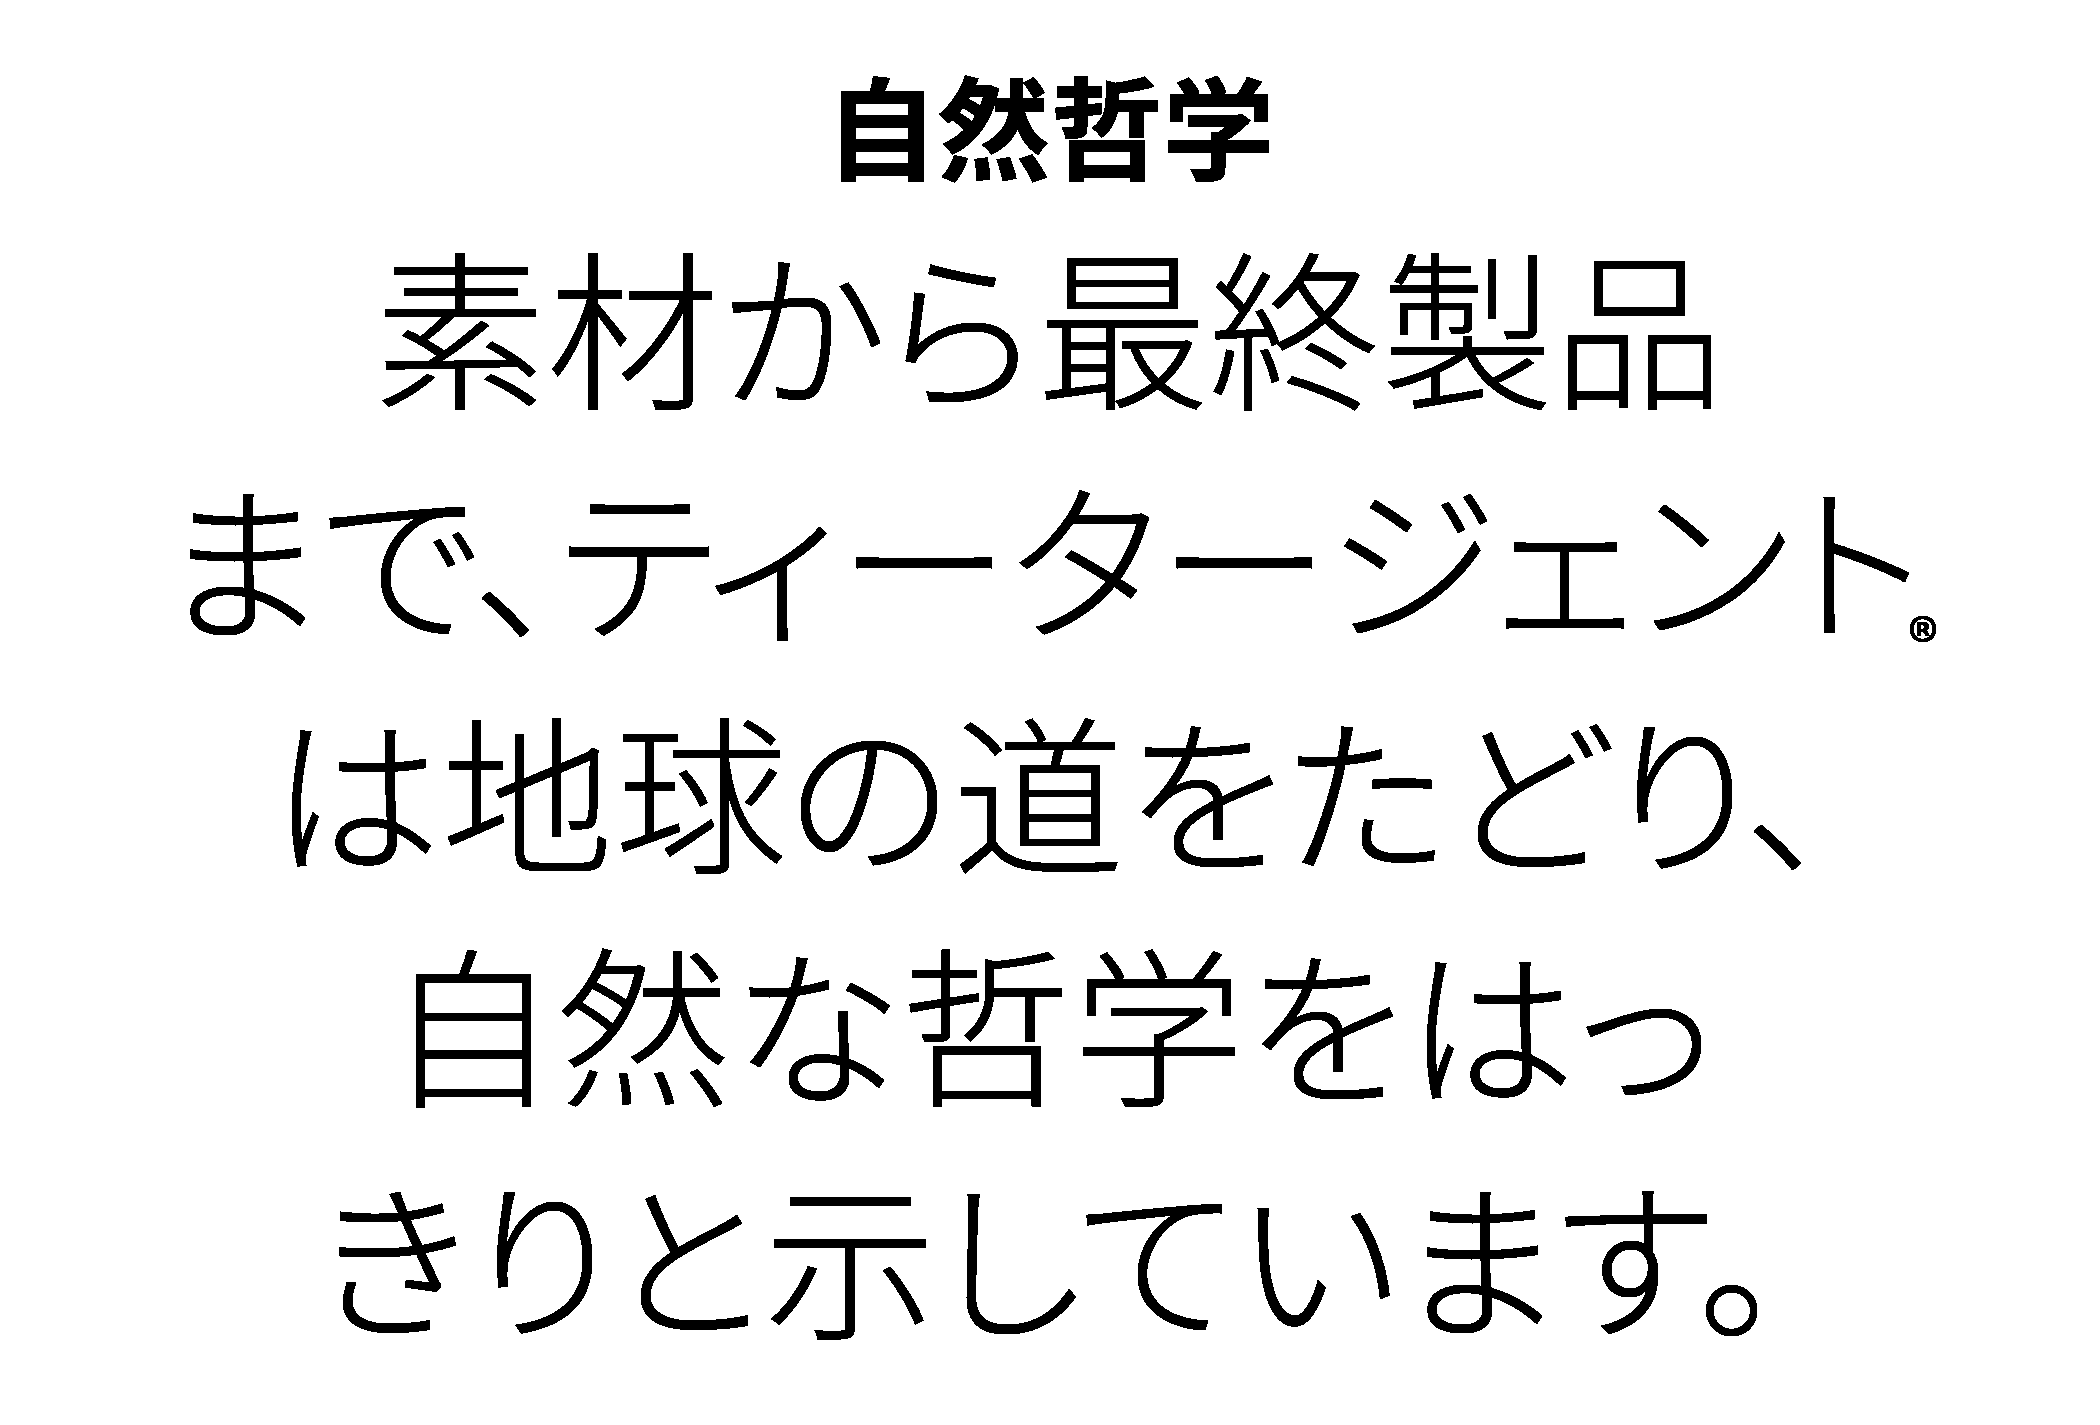 自然哲学
素材から最終製品
まで、ティータージェント®
は地球の道をたどり、
自然な哲学をはっ
きりと示しています。